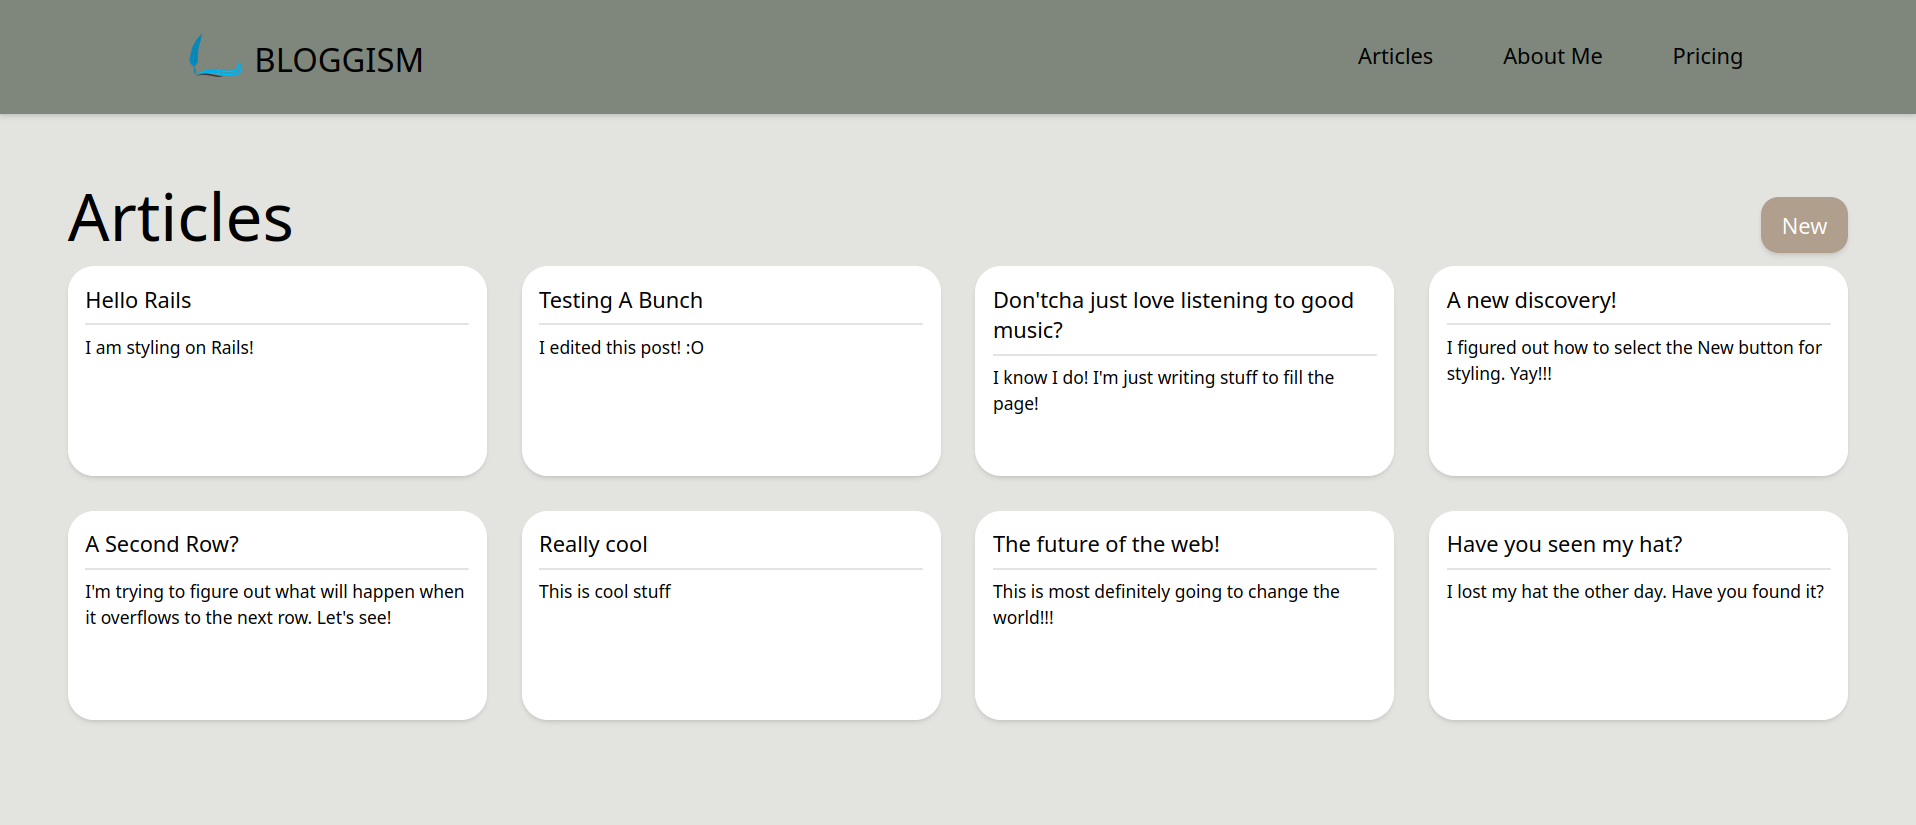 BLOGGISM
Articles
About Me
Pricing
Articles
New
Hello Rails
I am styling on Rails!
Testing A Bunch
I edited this post! :O
Don'tcha just love listening to good
music?
I know I do! I'm just writing stuff to fill the
page!
A new discovery!
I figured out how to select the New button for
styling. Yay!!!
A Second Row?
I'm trying to figure out what will happen when
it overflows to the next row. Let's see!
Really cool
This is cool stuff
The future of the web!
This is most definitely going to change the
world!!!
Have you seen my hat?
I lost my hat the other day. Have you found it?